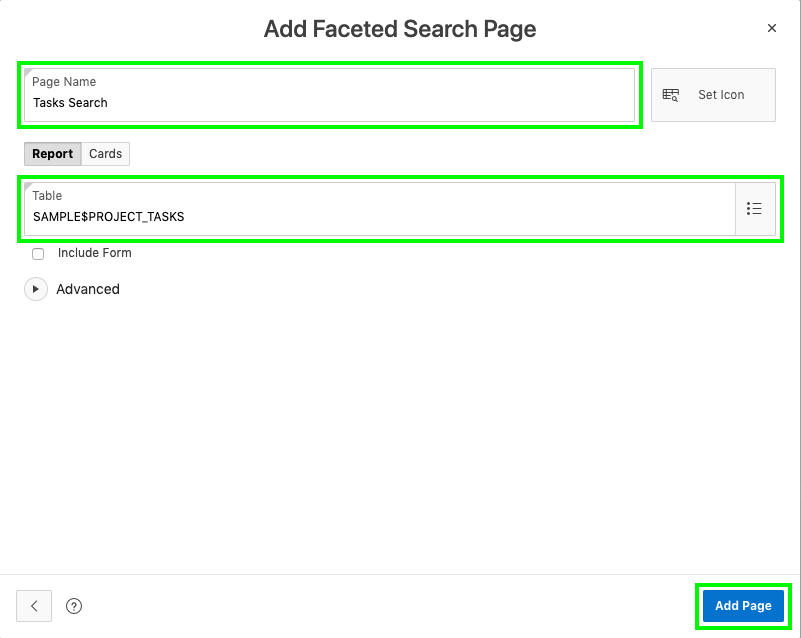 Add Faceted Search Page
Page Name
Tasks Search
Set Icon
Report Cards
Table
SAMPLE$PROJECT_TASKS
Include Form
Advanced
Add Page